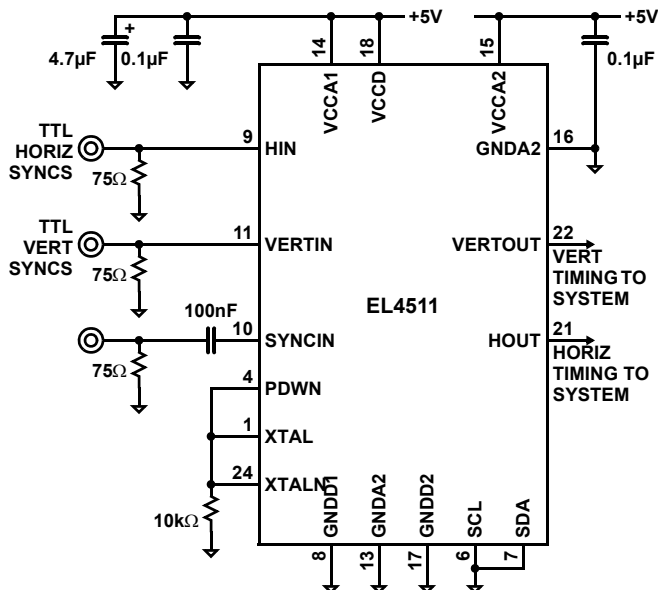 +5V
+5V
+
4.7µF
0.1µF
14
18
15
0.1µF
VCCA1
VCCD
VCCA2
TTL
HORIZ
SYNCS
9
HIN
75Ω
GNDA2
16
TTL
VERT
SYNCS
11
VERTIN
75Ω
VERTOUT
22
VERT
TIMING TO
SYSTEM
100nF
EL4511
10
SYNCIN
75Ω
HOUT
21
HORIZ
TIMING TO
SYSTEM
4
PDWN
1
XTAL
24
XTALN
10kΩ
GNDD1
GNDA2
GNDD2
SCL
SDA
8
13
17
6
7